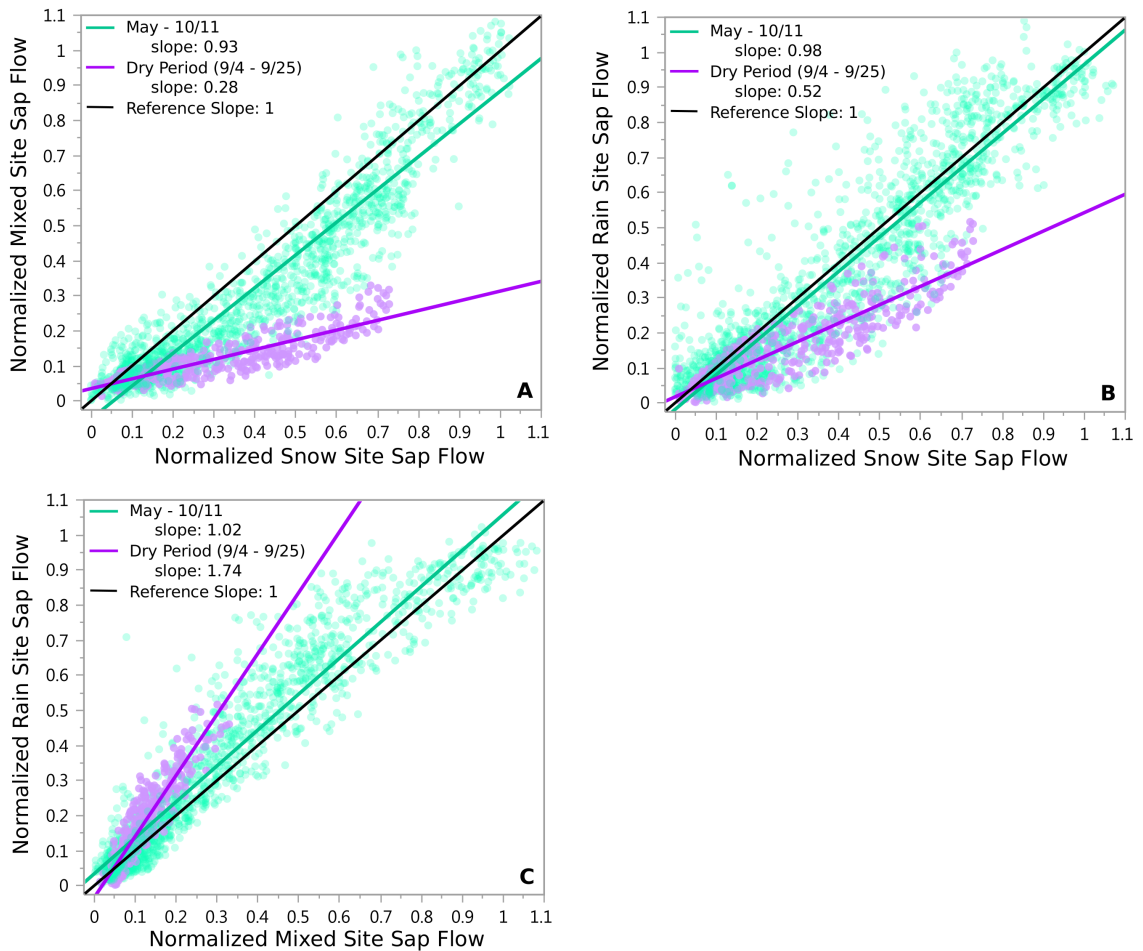 May - 10/11
slope: 0.93
Dry Period (9/4 - 9/25)
slope: 0.28
Reference Slope: 1
Normalized Mixed Site Sap Flow
1.1
1
0.9
0.8
0.7
0.6
0.5
0.4
0.3
0.2
0.1
0
A
0 0.1 0.2 0.3 0.4 0.5 0.6 0.7 0.8 0.9 1 1.1
Normalized Snow Site Sap Flow
May - 10/11
slope: 0.98
Dry Period (9/4 - 9/25)
slope: 0.52
Reference Slope: 1
Normalized Rain Site Sap Flow
1.1
1
0.9
0.8
0.7
0.6
0.5
0.4
0.3
0.2
0.1
0
B
0 0.1 0.2 0.3 0.4 0.5 0.6 0.7 0.8 0.9 1 1.1
Normalized Snow Site Sap Flow
May - 10/11
slope: 1.02
Dry Period (9/4 - 9/25)
slope: 1.74
Reference Slope: 1
Normalized Rain Site Sap Flow
1.1
1
0.9
0.8
0.7
0.6
0.5
0.4
0.3
0.2
0.1
0
C
0 0.1 0.2 0.3 0.4 0.5 0.6 0.7 0.8 0.9 1 1.1
Normalized Mixed Site Sap Flow